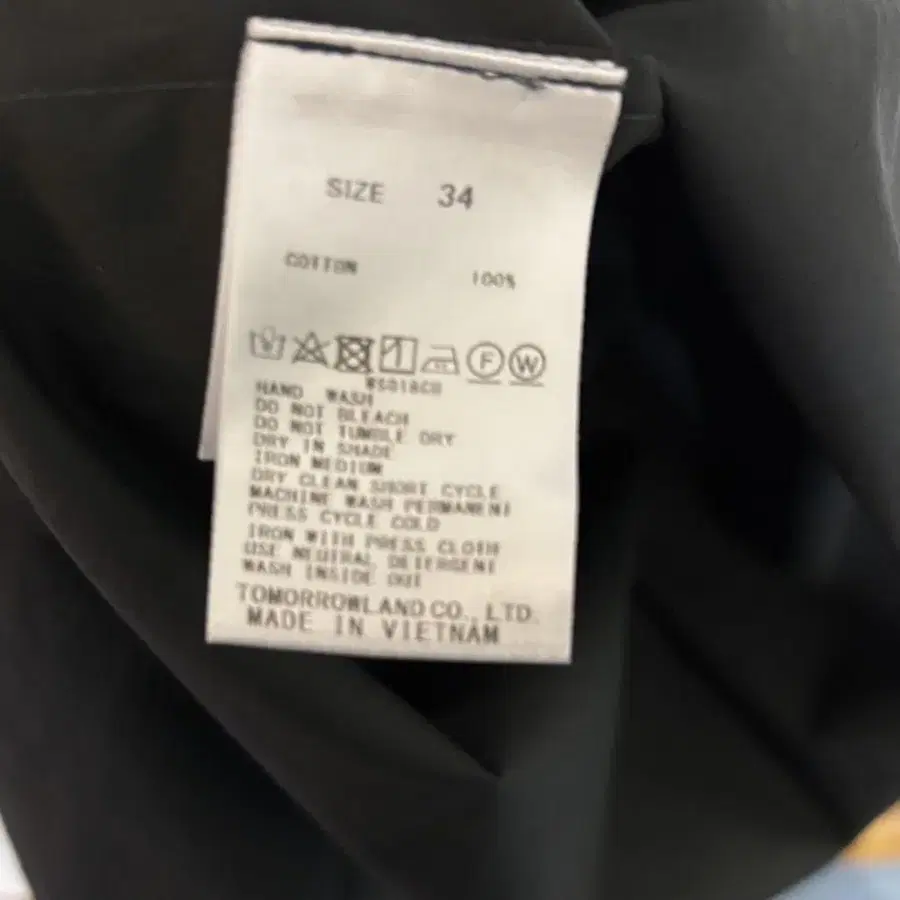 SIZE 34
COTTON 100%
F W
HAND WASH
DO NOT BLEACH
DO NOT TUMBLE DRY
DRY IN SHADE
IRON MEDIUM
DRY CLEAN SHORT CYCLE
MACHINE WASH PERMANENT
PRESS CYCLE COLD
IRON WITH PRESS CLOTH
USE NEUTRAL DETERGENT
WASH INSIDE OUT
TOMORROWLAND CO., LTD.
MADE IN VIETNAM